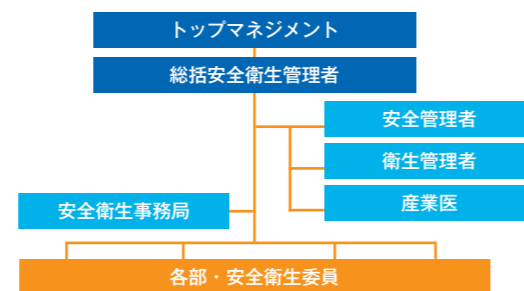 トップマネジメント
総括安全衛生管理者
安全管理者
衛生管理者
産業医
安全衛生事務局
各部・安全衛生委員